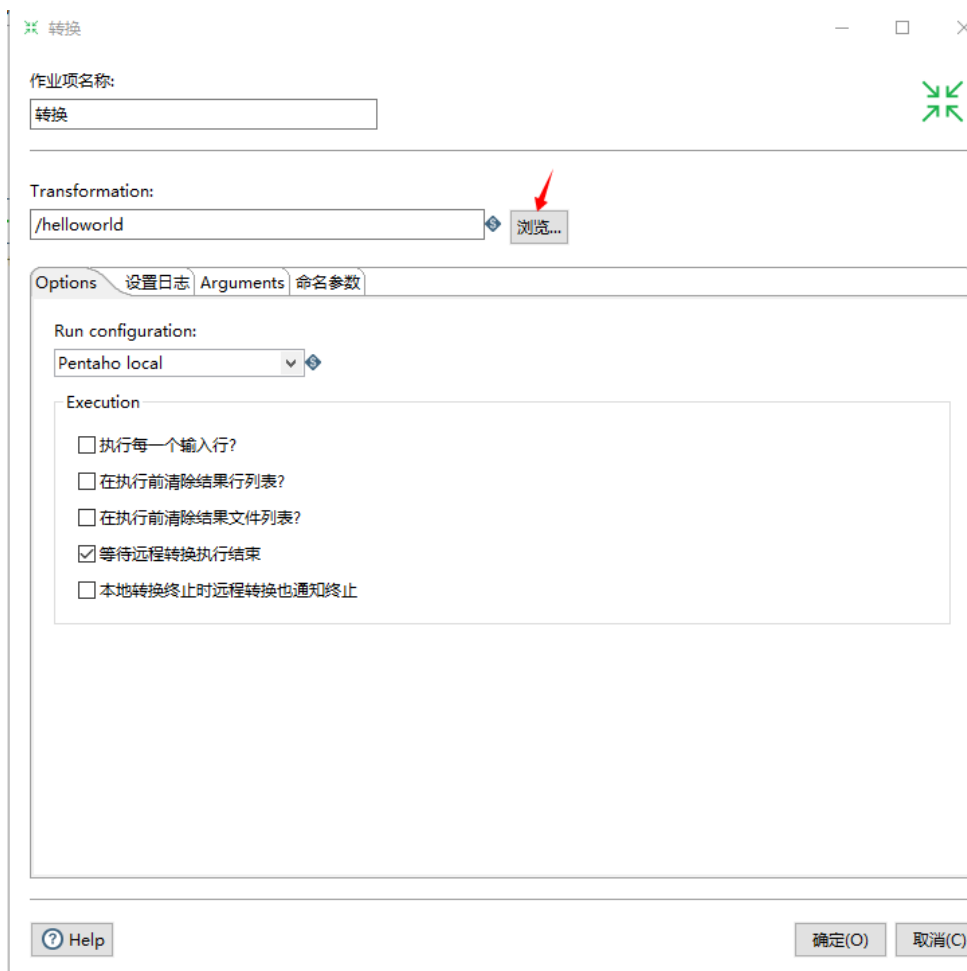 转换
作业项名称:
转换
Transformation:
/helloworld
浏览...
Options 设置日志 Arguments 命名参数
Run configuration:
Pentaho local
Execution
执行每一个输入行?
在执行前清除结果行列表?
在执行前清除结果文件列表?
等待远程转换执行结束
本地转换终止时远程转换也通知终止
Help 确定(O) 取消(C)